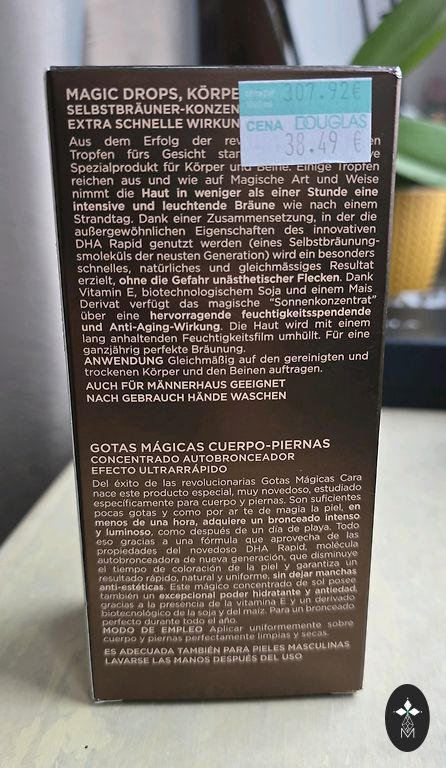 MAGIC DROPS, KÖRPE
SELBSTBRÄUNER-KONZEN
EXTRA SCHNELLE WIRKUN
307.92€
1000ml
CENA DOUGLAS
38.49 €
Aus dem Erfolg der rev en
Tropfen fürs Gesicht star ve
Spezialprodukt für Körper und Beine. Einige Tropfen
reichen aus und wie auf Magische Art und Weise
nimmt die Haut in weniger als einer Stunde eine
intensive und leuchtende Bräune wie nach einem
Strandtag. Dank einer Zusammensetzung, in der die
außergewöhnlichen Eigenschaften des innovativen
DHA Rapid genutzt werden (eines Selbstbräunung-
smoleküls der neusten Generation) wird ein besonders
schnelles, natürliches und gleichmässiges Resultat
erzielt, ohne die Gefahr unästhetischer Flecken. Dank
Vitamin E, biotechnologischem Soja und einem Mais
Derivat verfügt das magische "Sonnenkonzentrat"
über eine hervorragende feuchtigkeitsspendende
und Anti-Aging-Wirkung. Die Haut wird mit einem
lang anhaltenden Feuchtigkeitsfilm umhüllt. Für eine
ganzjährig perfekte Bräunung.
ANWENDUNG Gleichmäßig auf den gereinigten und
trockenen Körper und den Beinen auftragen.
AUCH FÜR MÄNNERHAUS GEEIGNET
NACH GEBRAUCH HÄNDE WASCHEN
GOTAS MÁGICAS CUERPO-PIERNAS
CONCENTRADO AUTOBRONCEADOR
EFECTO ULTRARRÁPIDO
Del éxito de las revolucionarias Gotas Mágicas Cara
nace este producto especial, muy novedoso, estudiado
específicamente para cuerpo y piernas. Son suficientes
pocas gotas y como por ar te de magia la piel, en
menos de una hora, adquiere un bronceado intenso
y luminoso, como después de un día de playa. Todo
eso gracias a una fórmula que aprovecha de las
propiedades del novedoso DHA Rapid, molécula
autobronceadora de nueva generación, que disminuye
el tiempo de coloración de la piel y garantiza un
resultado rápido, natural y uniforme, sin dejar manchas
anti-estéticas. Este mágico concentrado de sol posee
también un excepcional poder hidratante y antiedad,
gracias a la presencia de la vitamina E y un derivado
biotecnológico de la soja y del maíz. Para un bronceado
perfecto durante todo el año.
MODO DE EMPLEO Aplicar uniformemente sobre
cuerpo y piernas perfectamente limpias y secas.
ES ADECUADA TAMBIÉN PARA PIELES MASCULINAS
LAVARSE LAS MANOS DESPUÉS DEL USO
M